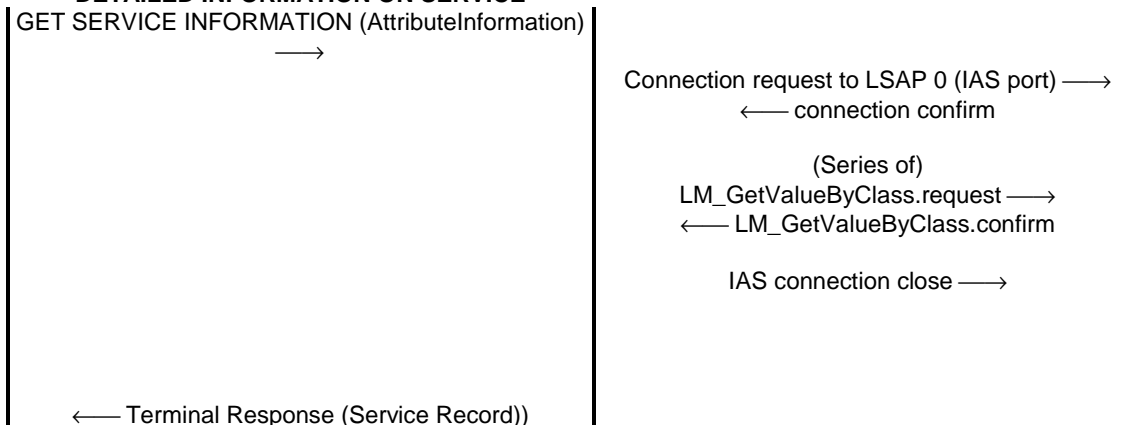 DETAILED INFORMATION ON SERVICE
GET SERVICE INFORMATION (AttributeInformation)
⟶
Connection request to LSAP 0 (IAS port) ⟶
⟵ connection confirm
(Series of)
LM_GetValueByClass.request ⟶
⟵ LM_GetValueByClass.confirm
IAS connection close ⟶
⟵ Terminal Response (Service Record))